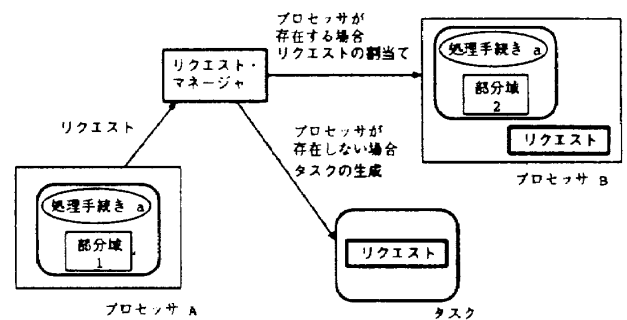 プロセッサが
存在する場合
リクエストの割当て
処理手続き a
部分域
2
リクエスト
プロセッサ B
リクエスト・
マネージャ
リクエスト
プロセッサが
存在しない場合
タスクの生成
処理手続き a
部分域
1
プロセッサ A
リクエスト
タスク